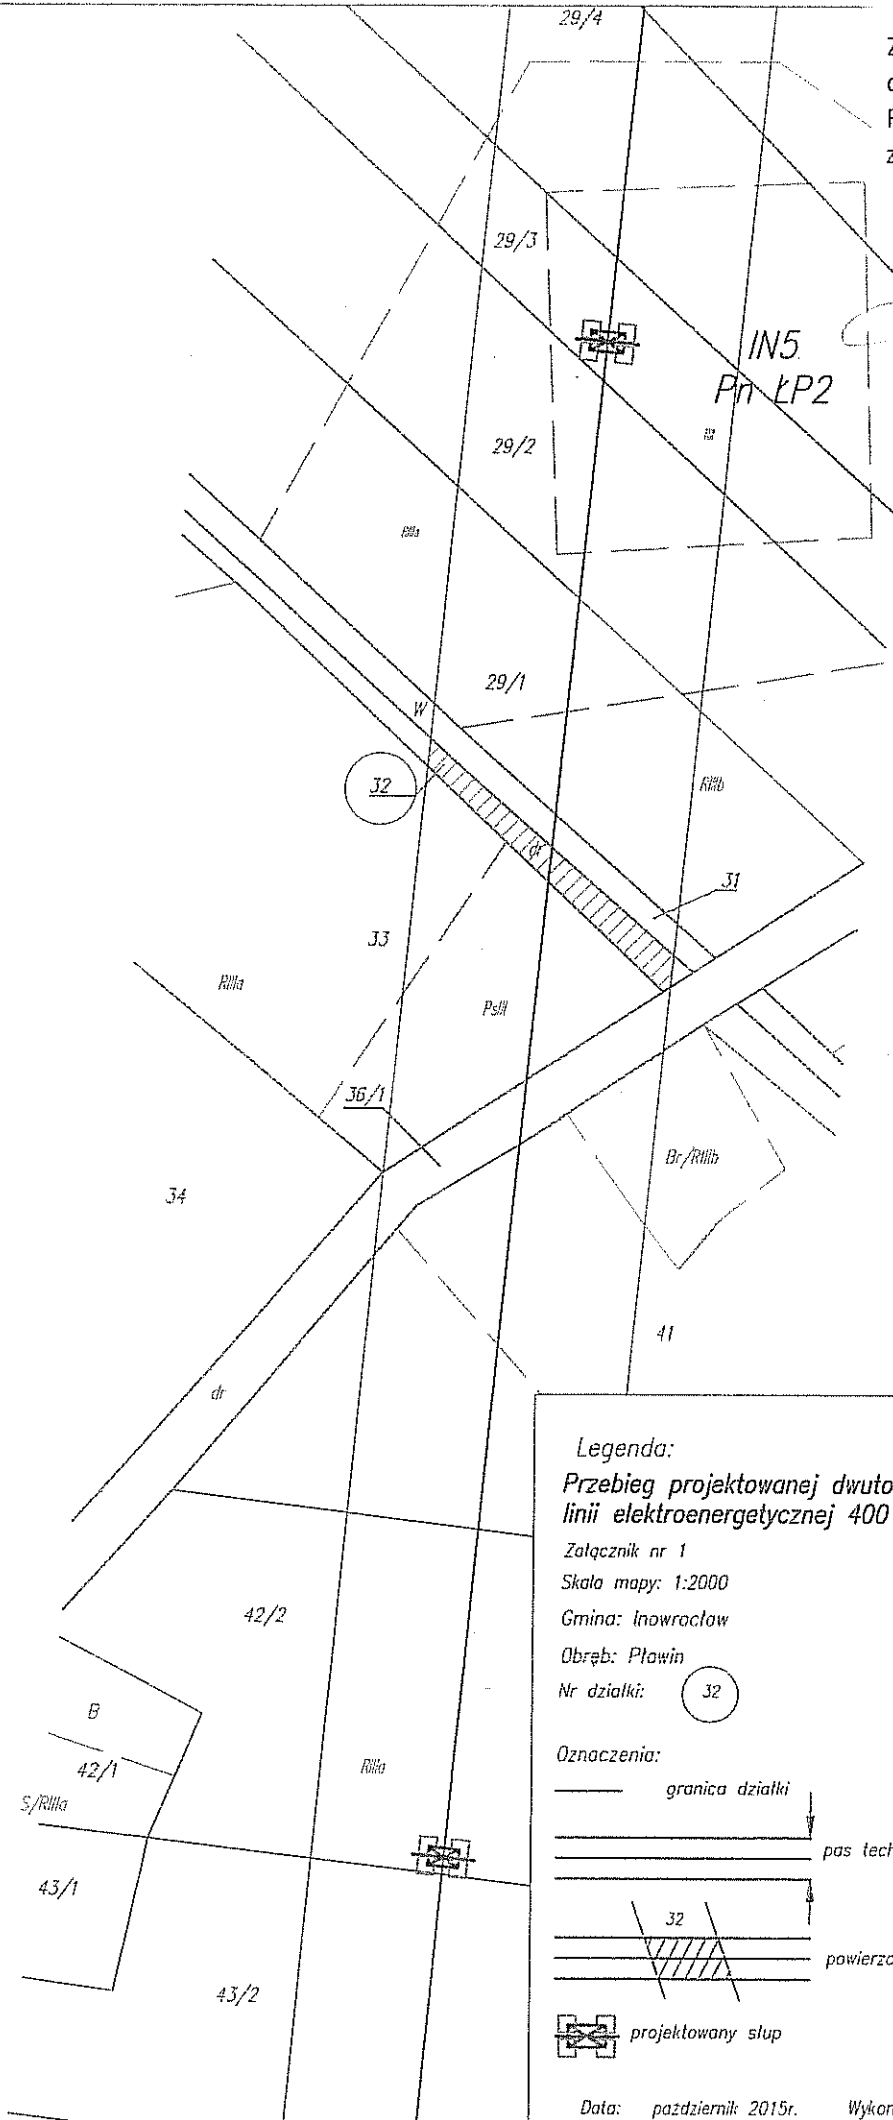 29/4
29/3
IN5
Pn ŁP2
29/2
RIIIa
29/1
W
32
RIIIb
dr
31
33
RIIIa
PsIII
36/1
Br/RIIIb
34
41
dr
Legenda:
Przebieg projektowanej dwuto
linii elektroenergetycznej 400
Załącznik nr 1
Skala mapy: 1:2000
Gmina: Inowrocław
Obręb: Pławin
Nr działki: 32
Oznaczenia:
granica działki
pas tech
32
powierzc
projektowany słup
Data: październik 2015r. Wykon
42/2
B
42/1
RIIIa
S/RIIIa
43/1
43/2